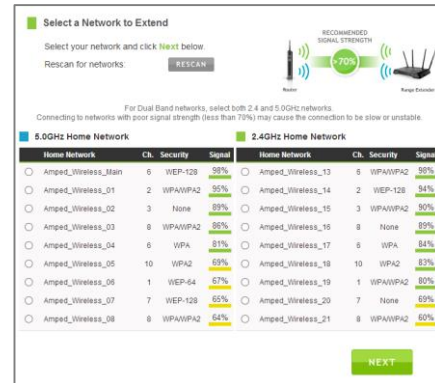 Select a Network to Extend
Select your network and click Next below.
Rescan for networks: RESCAN
RECOMMENDED
SIGNAL STRENGTH
>70%
Router Range Extender
For Dual Band networks, select both 2.4 and 5.0GHz networks.
Connecting to networks with poor signal strength (less than 70%) may cause the connection to be slow or unstable.
5.0GHz Home Network
Home Network Ch. Security Signal
Amped_Wireless_Main 6 WEP-128 98%
Amped_Wireless_01 2 WPA/WPA2 95%
Amped_Wireless_02 3 None 89%
Amped_Wireless_03 8 WPA/WPA2 86%
Amped_Wireless_04 6 WPA 81%
Amped_Wireless_05 10 WPA2 69%
Amped_Wireless_06 1 WEP-64 67%
Amped_Wireless_07 7 WEP-128 65%
Amped_Wireless_08 8 WPA/WPA2 64%
2.4GHz Home Network
Home Network Ch. Security Signal
Amped_Wireless_13 6 WPA/WPA2 98%
Amped_Wireless_14 2 WEP-128 94%
Amped_Wireless_15 3 WPA/WPA2 90%
Amped_Wireless_16 8 None 89%
Amped_Wireless_17 6 WPA 84%
Amped_Wireless_18 10 WPA2 83%
Amped_Wireless_19 1 WPA/WPA2 80%
Amped_Wireless_20 7 None 69%
Amped_Wireless_21 8 WPA/WPA2 60%
NEXT